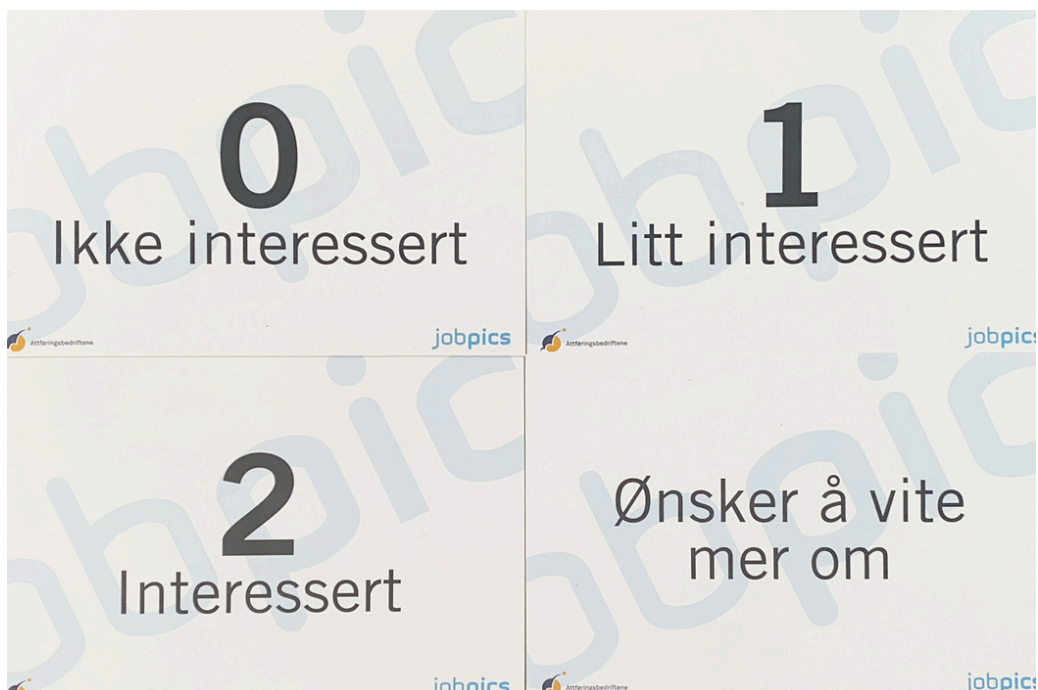 0
Ikke interessert
Attføringsbedriftene
jobpics
1
Litt interessert
Attføringsbedriftene
jobpics
2
Interessert
jobpics
Ønsker å vite
mer om
Attføringsbedriftene
jobpics